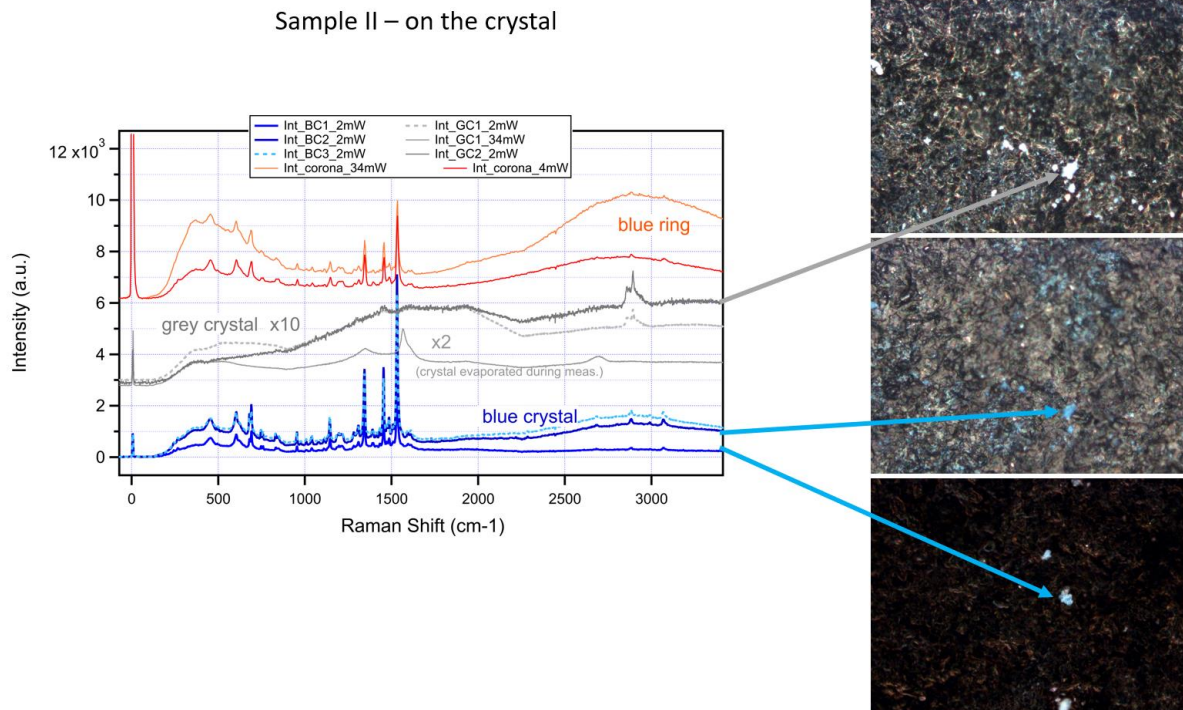 Sample II – on the crystal
Int_BC1_2mW
Int_GC1_2mW
Int_BC2_2mW
Int_GC1_34mW
Int_BC3_2mW
Int_GC2_2mW
Int_corona_34mW
Int_corona_4mW
12 x10³
10
8
6
4
2
0
blue ring
grey crystal x10
x2
(crystal evaporated during meas.)
blue crystal
0
500
1000
1500
2000
2500
3000
Intensity (a.u.)
Raman Shift (cm-1)